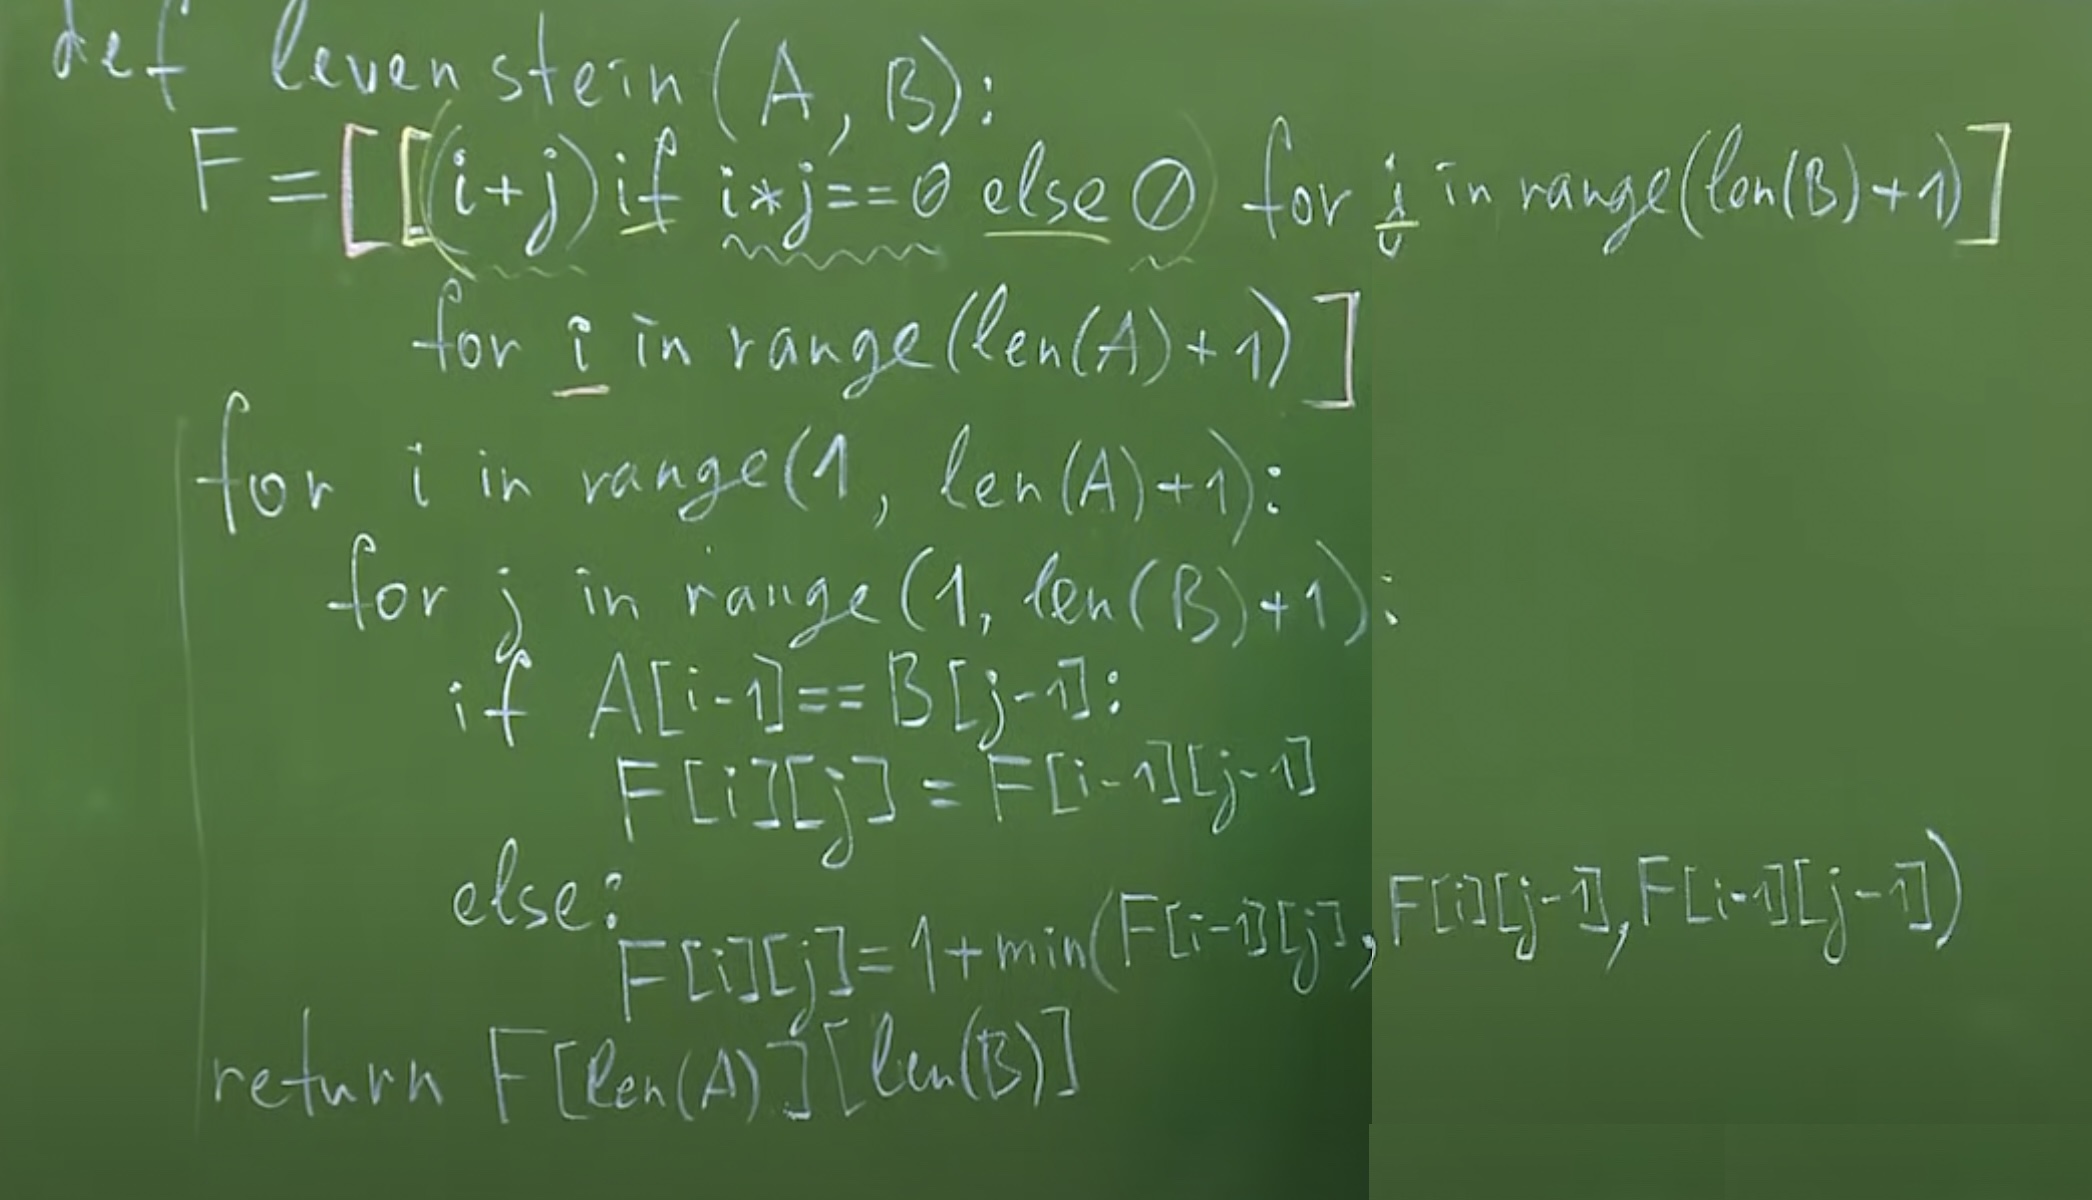 def levenstein(A, B):
F = [[((i+j) if i*j==0 else 0) for j in range(len(B)+1)]
for i in range(len(A)+1)]
for i in range(1, len(A)+1):
for j in range(1, len(B)+1):
if A[i-1]==B[j-1]:
F[i][j] = F[i-1][j-1]
else:
F[i][j]=1+min(F[i-1][j], F[i][j-1], F[i-1][j-1])
return F[len(A)][len(B)]